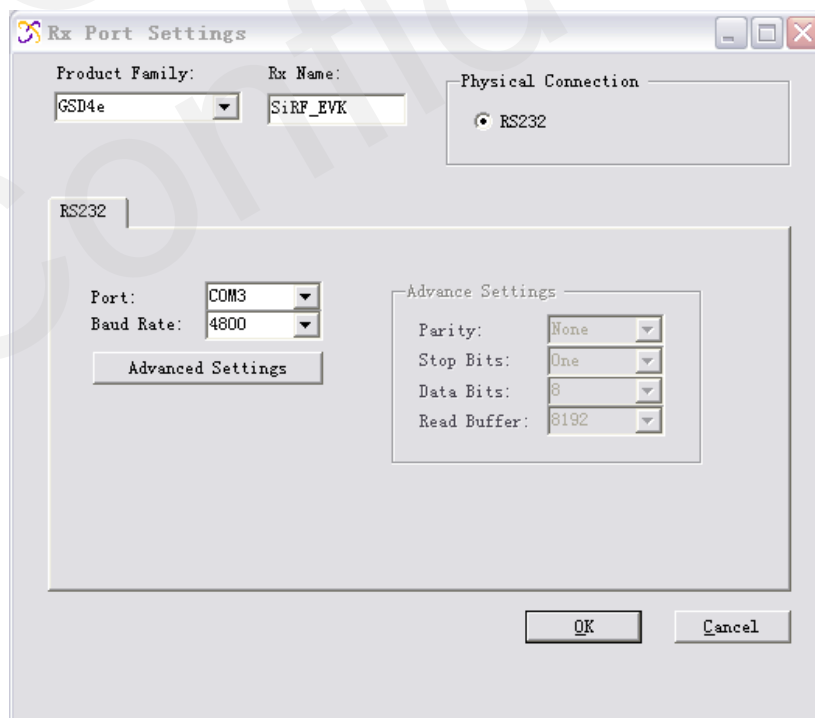 Rx Port Settings
Product Family:
GSD4e
Rx Name:
SiRF_EVK
Physical Connection
RS232
RS232
Port:
COM3
Baud Rate:
4800
Advanced Settings
Advance Settings
Parity:
None
Stop Bits:
One
Data Bits:
8
Read Buffer:
8192
OK
Cancel
Confid